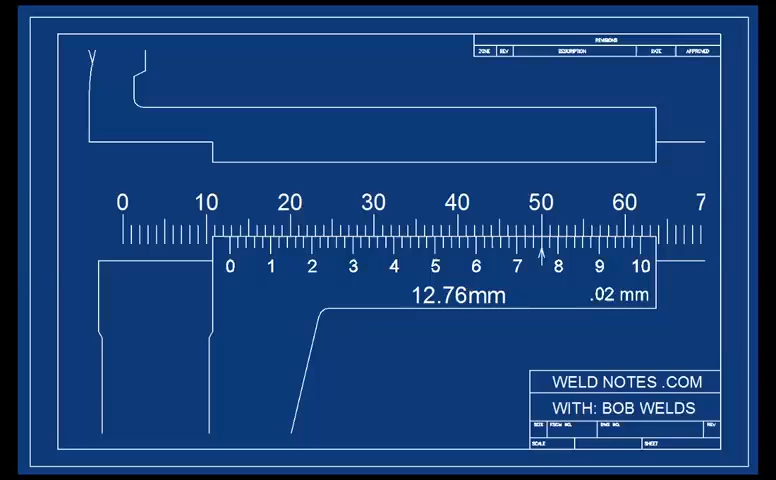 REVISIONS
ZONE REV DESCRIPTION DATE APPROVED
0 10 20 30 40 50 60 7
0 1 2 3 4 5 6 7 8 9 10
12.76mm .02 mm
WELD NOTES .COM
WITH: BOB WELDS
SIZE FSCM NO. DWG NO. REV
SCALE SHEET